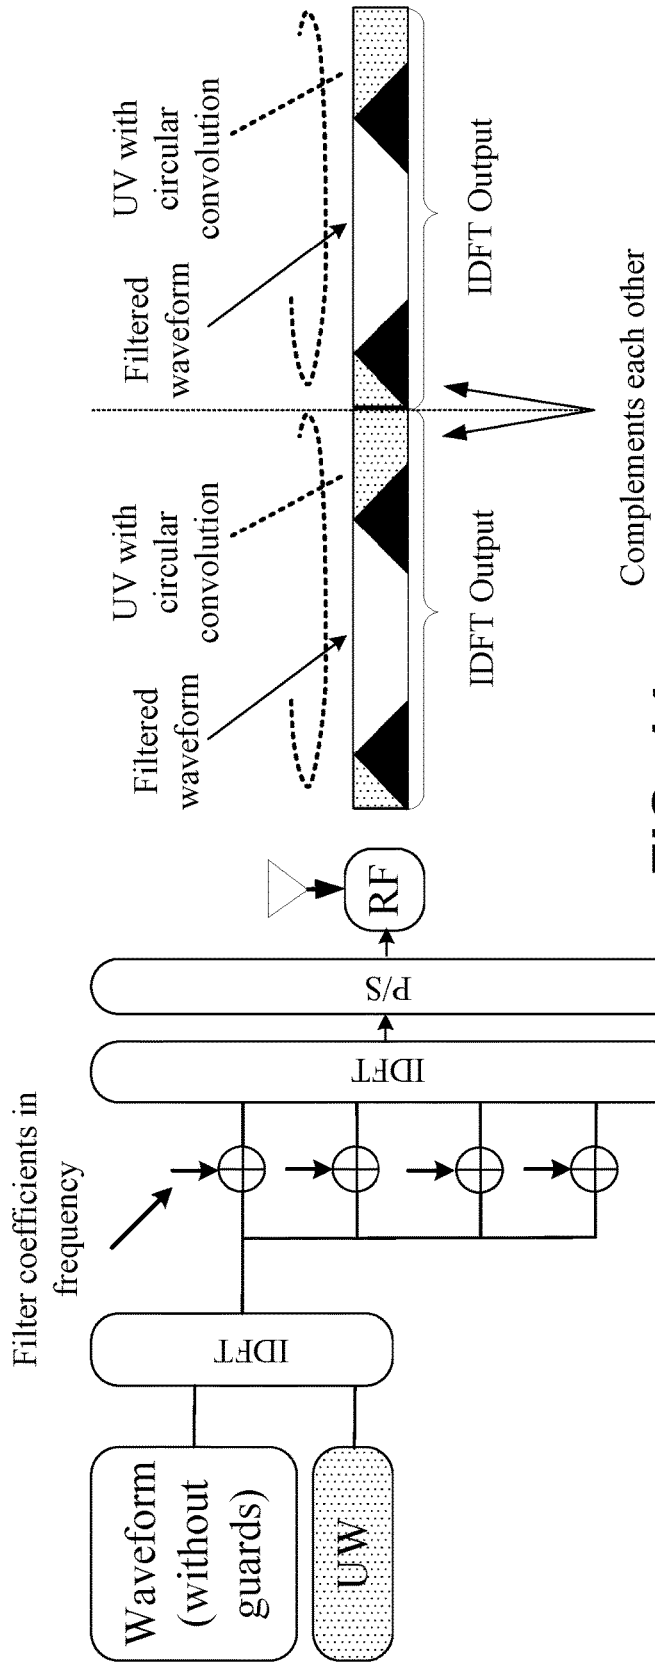 Filter coefficients in
frequency
Waveform
(without
guards)
UW
IDFT
IDFT
P/S
RF
Filtered
waveform
UV with
circular
convolution
Filtered
waveform
UV with
circular
convolution
IDFT Output
IDFT Output
Complements each other